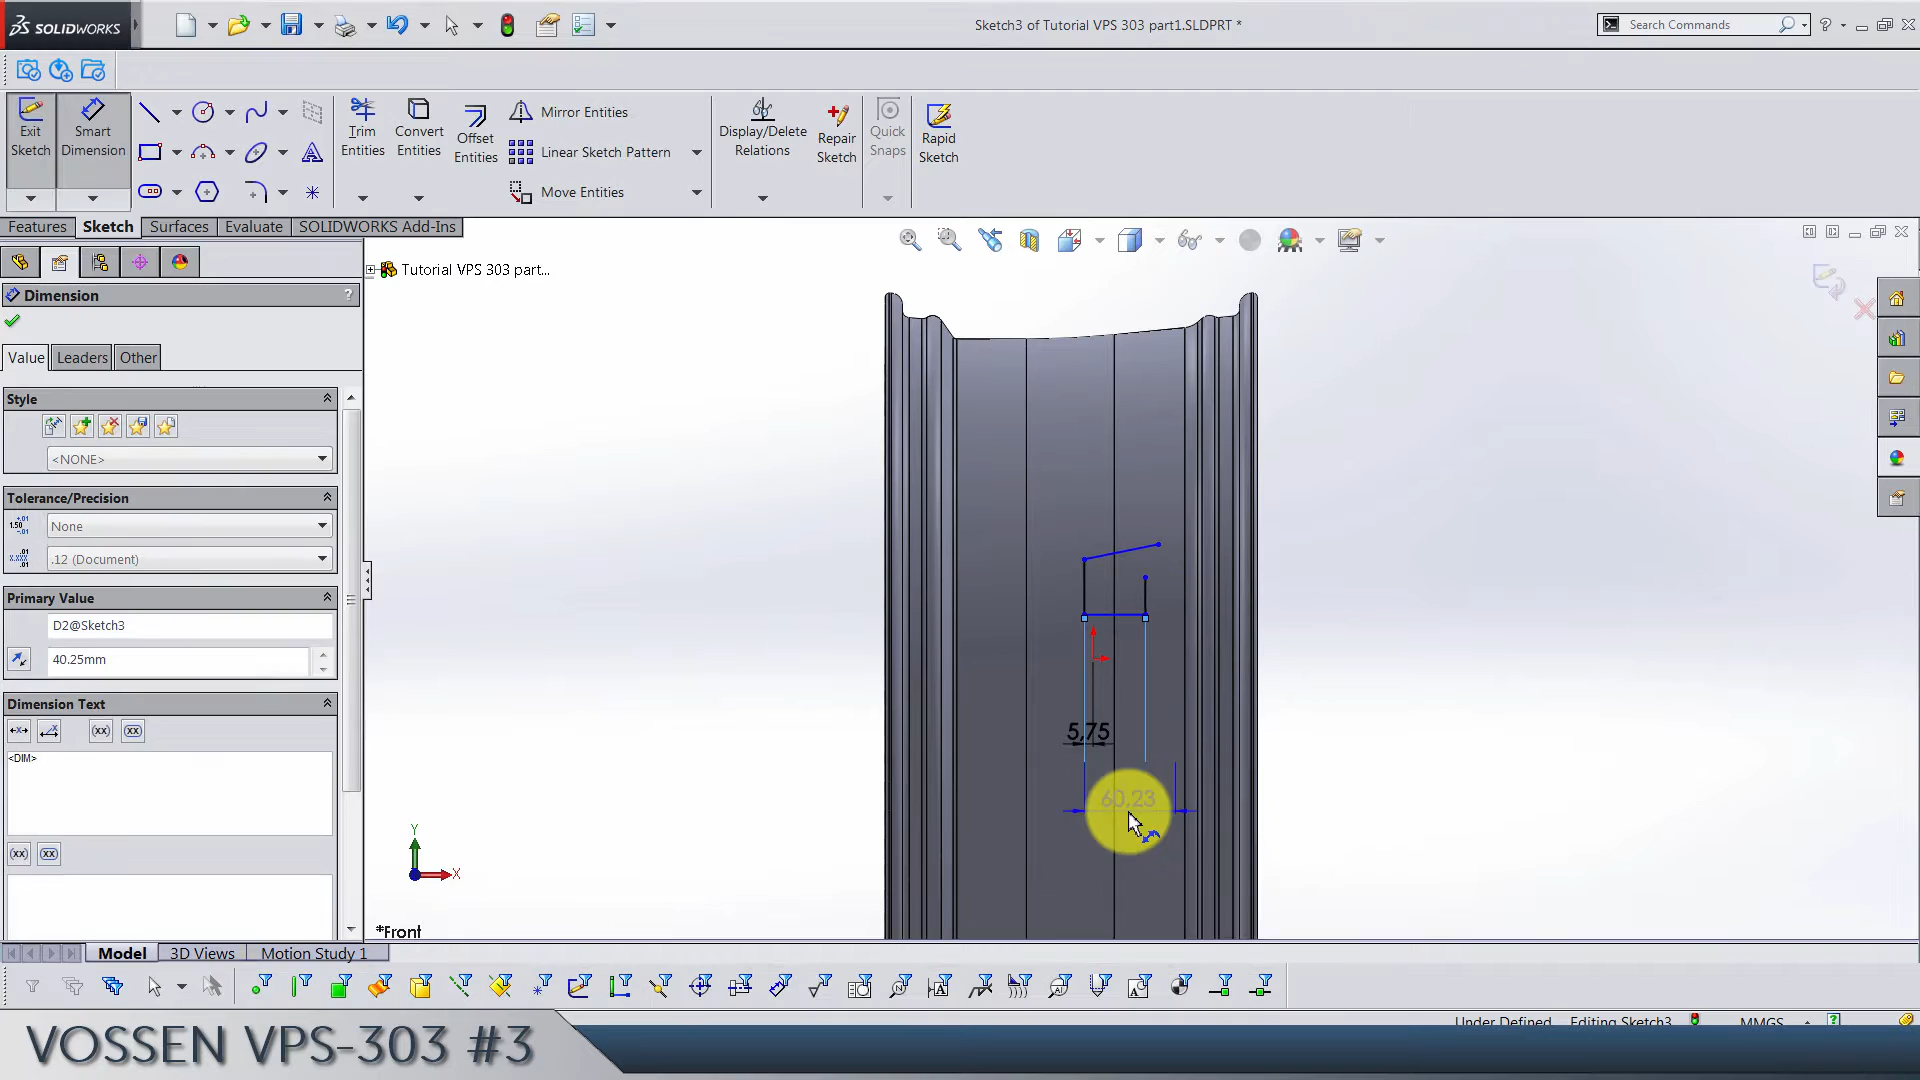 SOLIDWORKS
Sketch3 of Tutorial VPS 303 part1.SLDPRT *
Search Commands
Exit
Sketch
Smart
Dimension
Trim
Entities
Convert
Entities
Offset
Entities
Mirror Entities
Linear Sketch Pattern
Move Entities
Display/Delete
Relations
Repair
Sketch
Quick
Snaps
Rapid
Sketch
Features
Sketch
Surfaces
Evaluate
SOLIDWORKS Add-Ins
Tutorial VPS 303 part...
Dimension
?
Value
Leaders
Other
Style
<NONE>
Tolerance/Precision
None
.12 (Document)
Primary Value
D2@Sketch3
40.25mm
Dimension Text
<DIM>
5,75
60,23
Y
X
*Front
Model
3D Views
Motion Study 1
Under Defined
Editing Sketch3
MMGS
VOSSEN VPS-303 #3